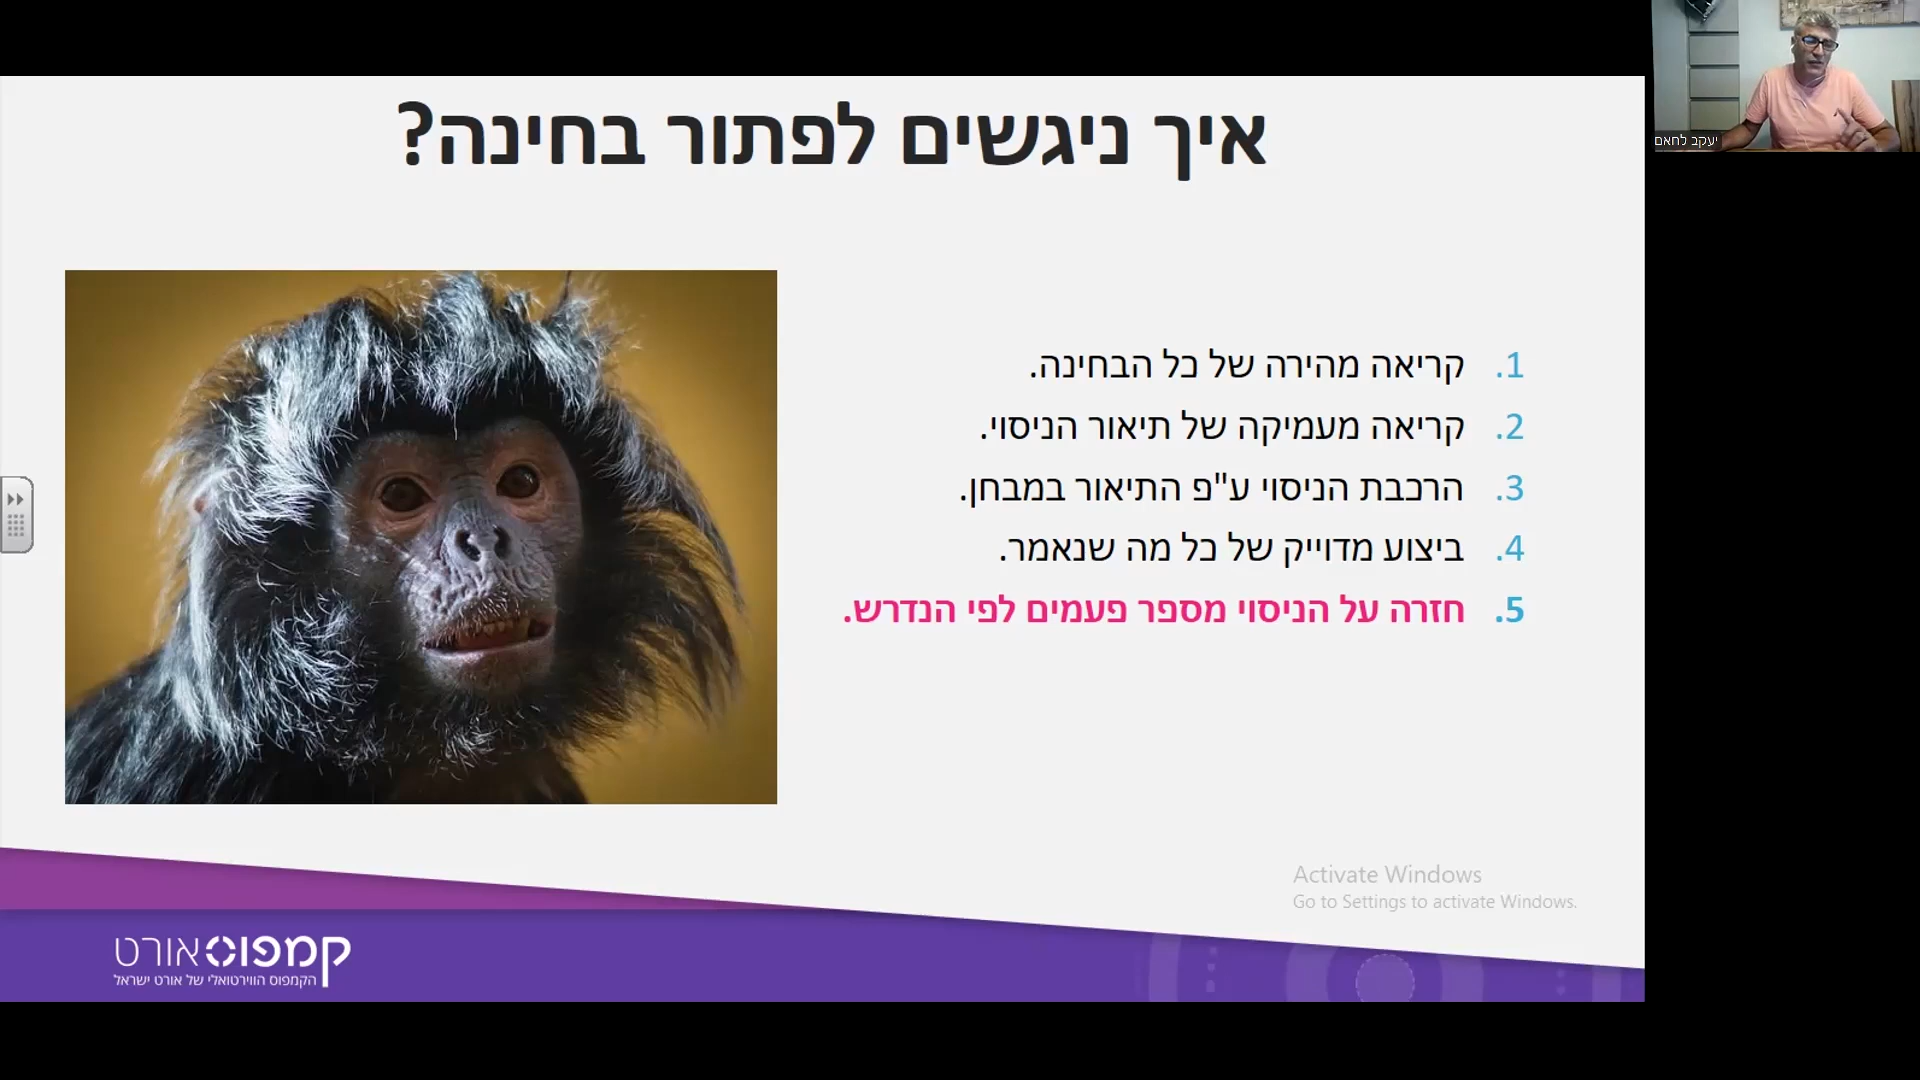 איך ניגשים לפתור בחינה?
1. קריאה מהירה של כל הבחינה.
2. קריאה מעמיקה של תיאור הניסוי.
3. הרכבת הניסוי ע"פ התיאור במבחן.
4. ביצוע מדוייק של כל מה שנאמר.
5. חזרה על הניסוי מספר פעמים לפי הנדרש.
יעקב לחאם
Activate Windows
Go to Settings to activate Windows.
קמפוס אורט
הקמפוס הווירטואלי של אורט ישראל